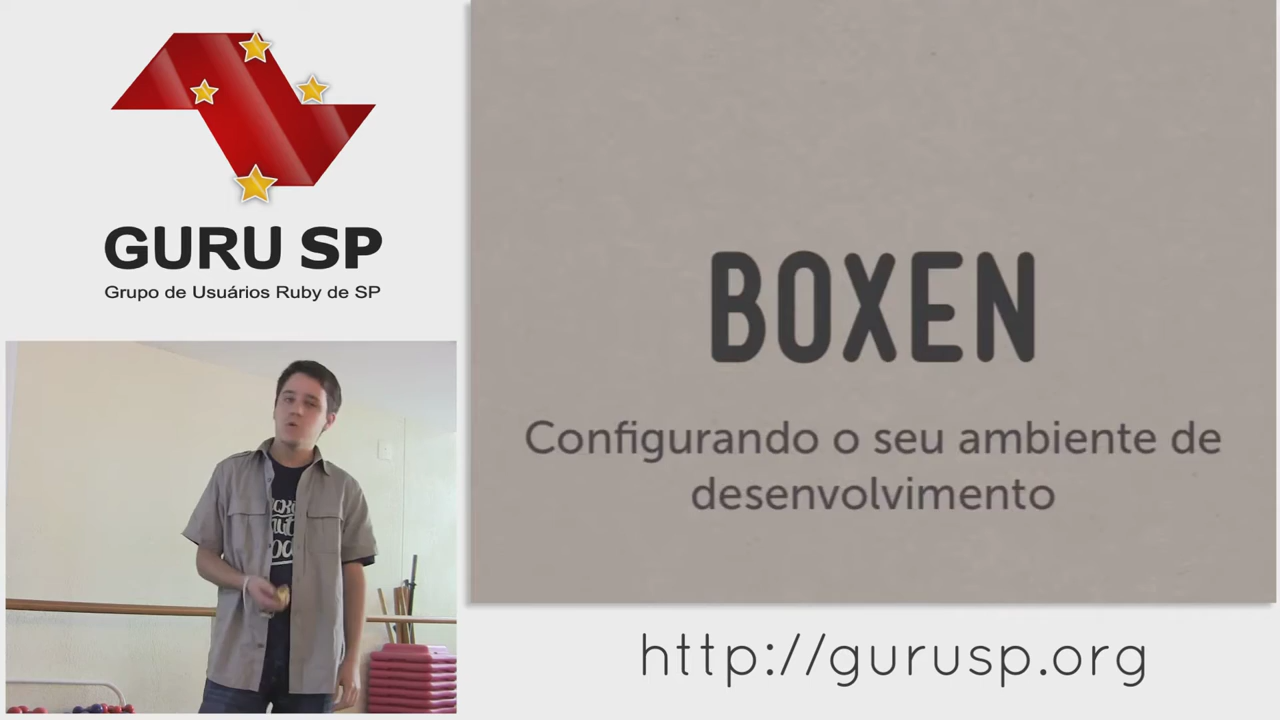 GURU SP
Grupo de Usuários Ruby de SP
BOXEN
Configurando o seu ambiente de
desenvolvimento
http://gurusp.org